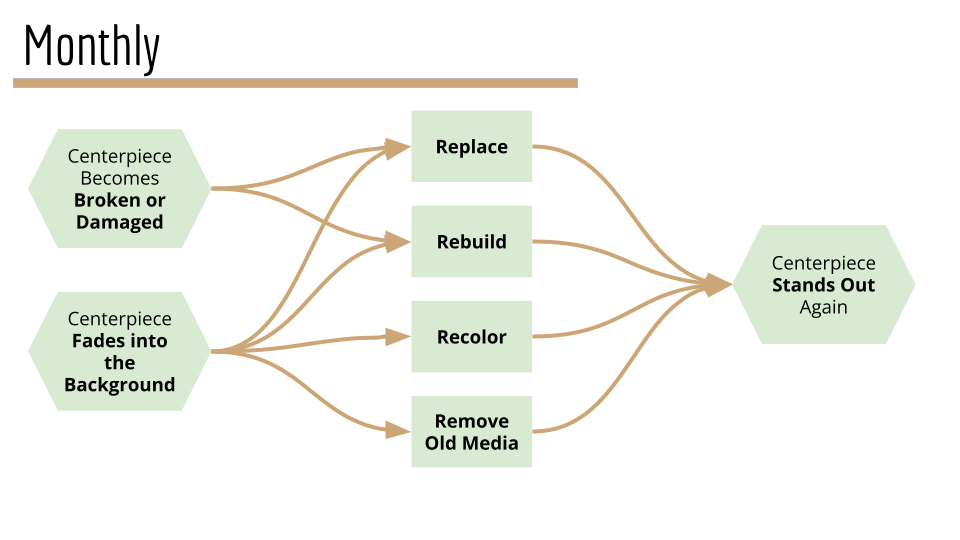 Monthly
Centerpiece
Becomes
Broken or
Damaged
Centerpiece
Fades into
the
Background
Replace
Rebuild
Recolor
Remove
Old Media
Centerpiece
Stands Out
Again